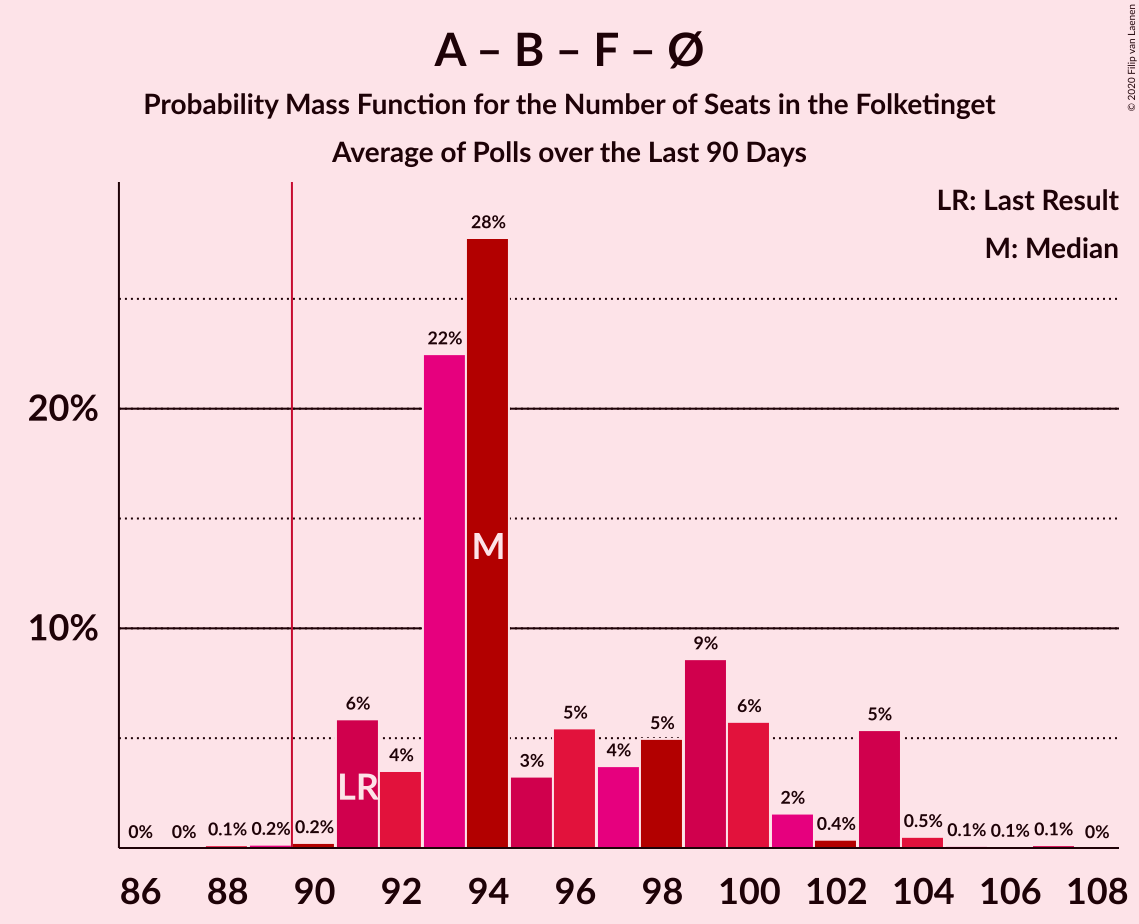 A – B – F – Ø
Probability Mass Function for the Number of Seats in the Folketinget
Average of Polls over the Last 90 Days
© 2020 Filip van Laenen
LR: Last Result
M: Median
28%
22%
20%
M
10%
9%
6%
6%
5%
5%
5%
4%
4%
3%
LR
2%
0%
0%
0.1%
0.2%
0.2%
0.4%
0.5%
0.1%
0.1%
0.1%
0%
86 88 90 92 94 96 98 100 102 104 106 108